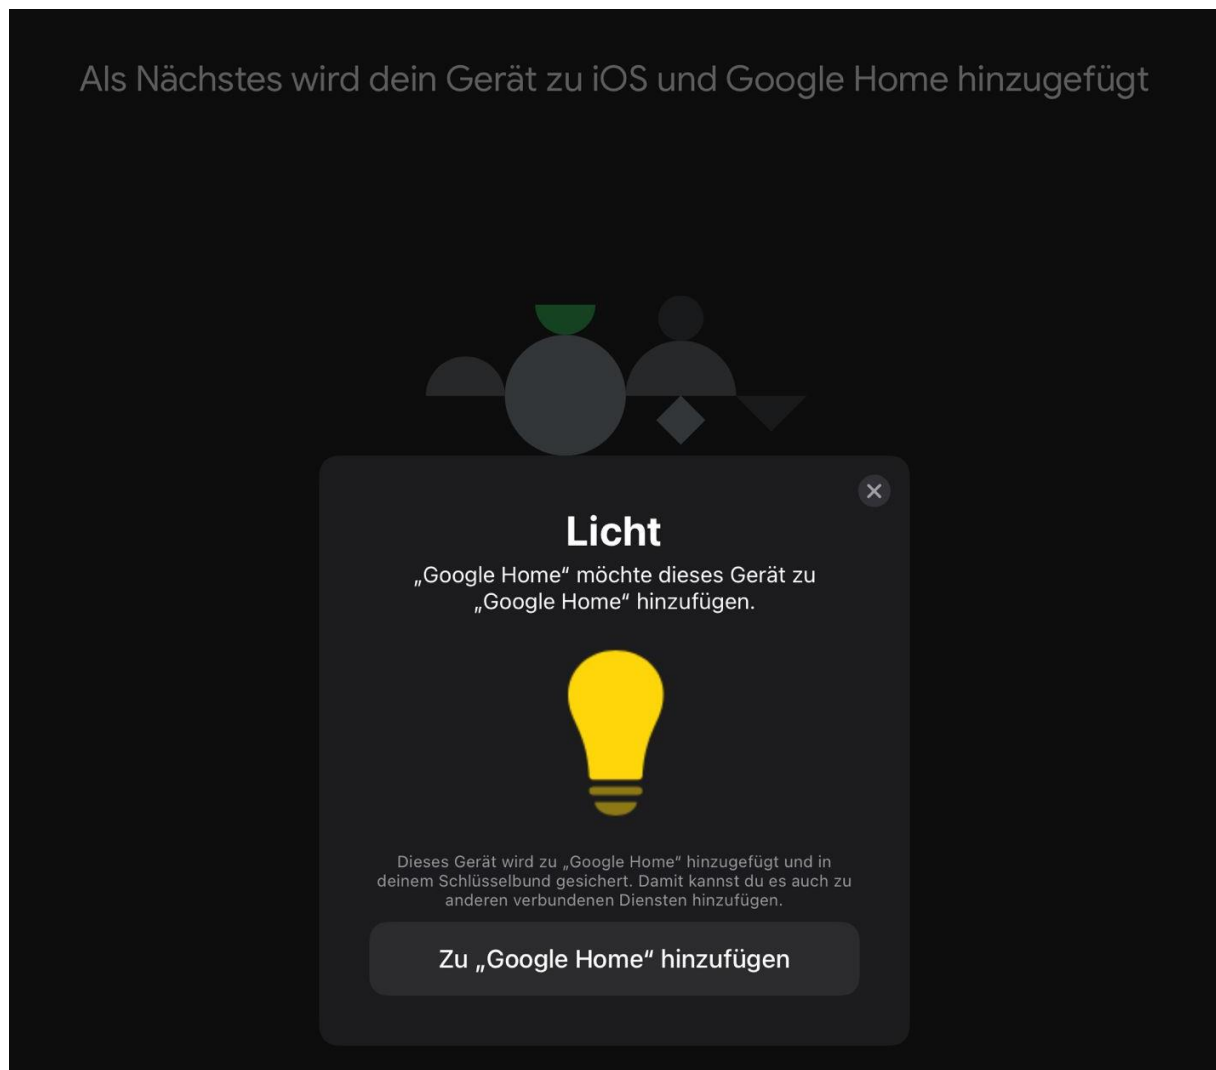 Als Nächstes wird dein Gerät zu iOS und Google Home hinzugefügt
Licht
„Google Home“ möchte dieses Gerät zu
„Google Home“ hinzufügen.
Dieses Gerät wird zu „Google Home“ hinzugefügt und in
deinem Schlüsselbund gesichert. Damit kannst du es auch zu
anderen verbundenen Diensten hinzufügen.
Zu „Google Home“ hinzufügen